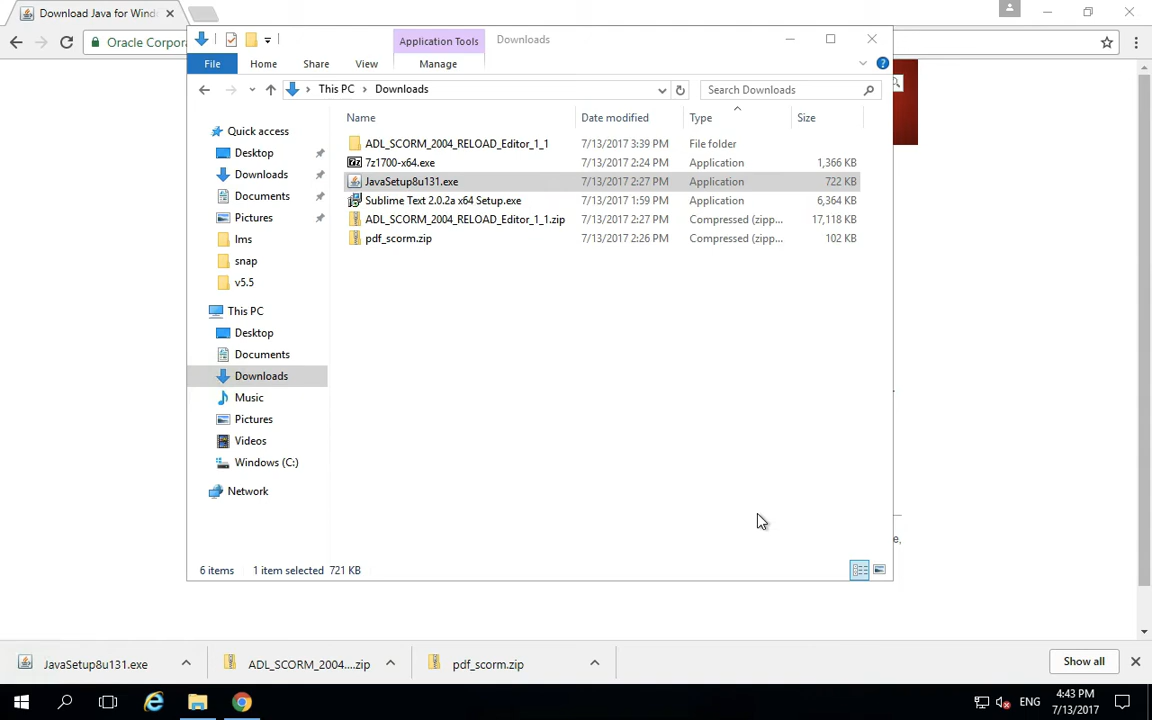 Download Java for Wind
Oracle Corpora
Application Tools
Downloads
File
Home
Share
View
Manage
This PC
Downloads
Search Downloads
Name
Date modified
Type
Size
Quick access
Desktop
Downloads
Documents
Pictures
lms
snap
v5.5
This PC
Desktop
Documents
Downloads
Music
Pictures
Videos
Windows (C:)
Network
ADL_SCORM_2004_RELOAD_Editor_1_1 7/13/2017 3:39 PM File folder
7z1700-x64.exe 7/13/2017 2:24 PM Application 1,366 KB
JavaSetup8u131.exe 7/13/2017 2:27 PM Application 722 KB
Sublime Text 2.0.2a x64 Setup.exe 7/13/2017 1:59 PM Application 6,364 KB
ADL_SCORM_2004_RELOAD_Editor_1_1.zip 7/13/2017 2:27 PM Compressed (zipp... 17,118 KB
pdf_scorm.zip 7/13/2017 2:26 PM Compressed (zipp... 102 KB
e,
6 items 1 item selected 721 KB
JavaSetup8u131.exe
ADL_SCORM_2004....zip
pdf_scorm.zip
Show all
ENG
4:43 PM
7/13/2017